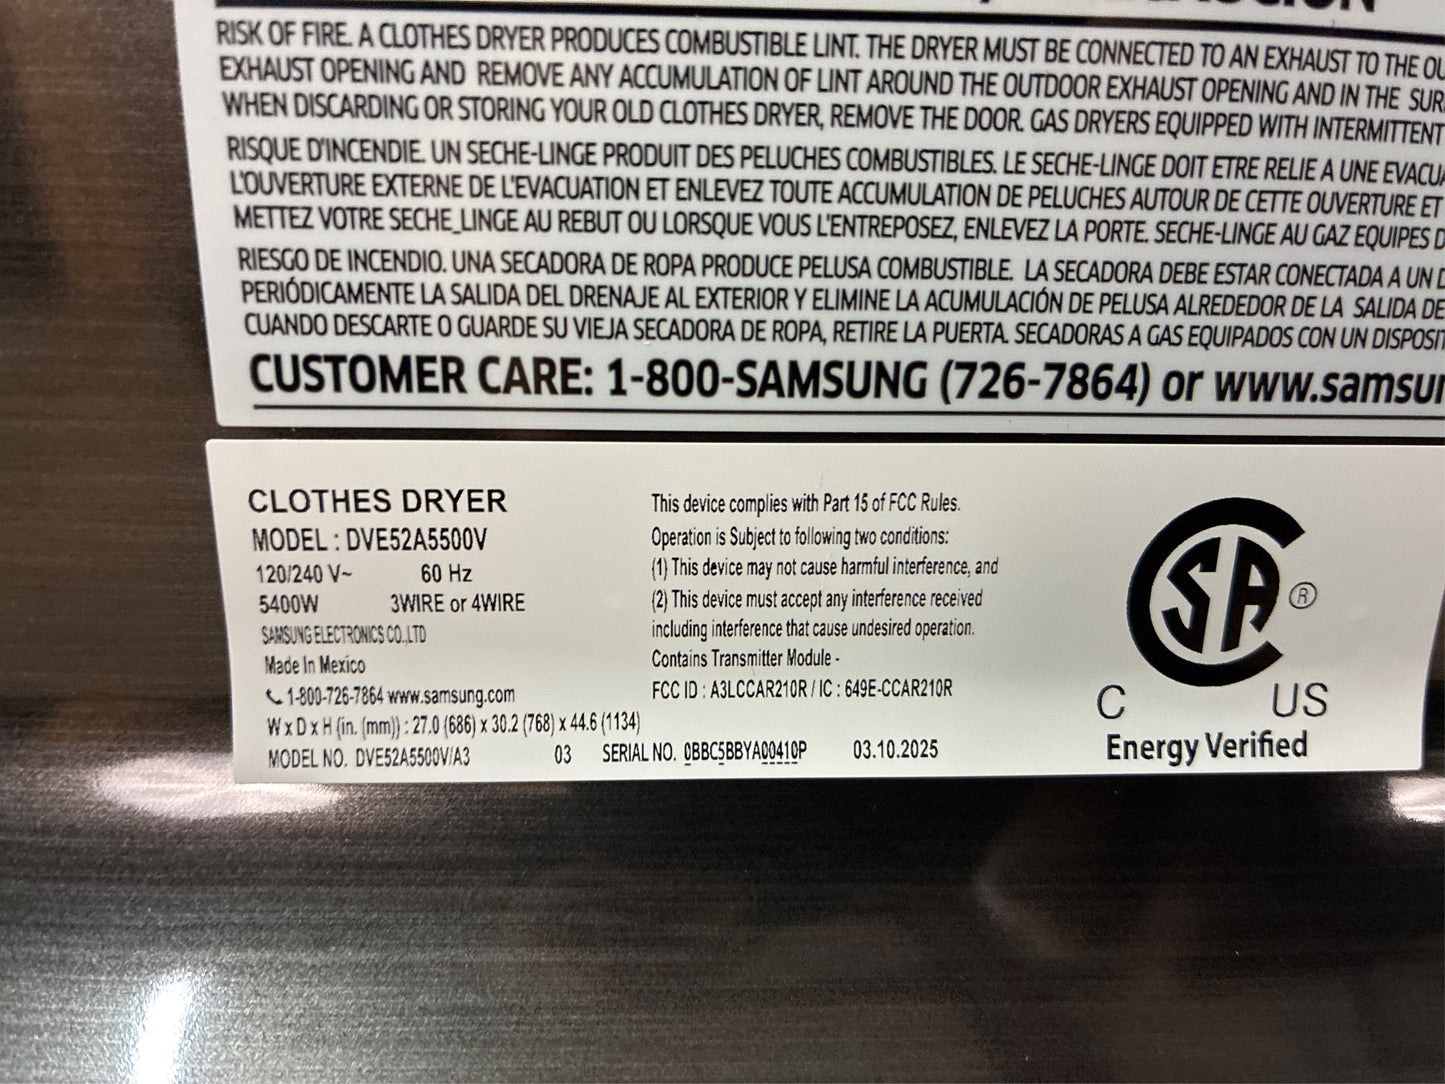 RISK OF FIRE. A CLOTHES DRYER PRODUCES COMBUSTIBLE LINT. THE DRYER MUST BE CONNECTED TO AN EXHAUST TO THE
EXHAUST OPENING AND REMOVE ANY ACCUMULATION OF LINT AROUND THE OUTDOOR EXHAUST OPENING AND IN THE
WHEN DISCARDING OR STORING YOUR OLD CLOTHES DRYER, REMOVE THE DOOR. GAS DRYERS EQUIPPED WITH INTERMITTENT
RISQUE D'INCENDIE. UN SECHE-LINGE PRODUIT DES PELUCHES COMBUSTIBLES. LE SECHE-LINGE DOIT ETRE RELIE A UNE
L'OUVERTURE EXTERNE DE L'EVACUATION ET ENLEVEZ TOUTE ACCUMULATION DE PELUCHES AUTOUR DE CETTE OUVERTURE ET
METTEZ VOTRE SECHE_LINGE AU REBUT OU LORSQUE VOUS L'ENTREPOSEZ, ENLEVEZ LA PORTE. SECHE-LINGE AU GAZ EQUIPES
RIESGO DE INCENDIO. UNA SECADORA DE ROPA PRODUCE PELUSA COMBUSTIBLE. LA SECADORA DEBE ESTAR CONECTADA A UN
PERIÓDICAMENTE LA SALIDA DEL DRENAJE AL EXTERIOR Y ELIMINE LA ACUMULACIÓN DE PELUSA ALREDEDOR DE LA SALIDA DE
CUANDO DESCARTE O GUARDE SU VIEJA SECADORA DE ROPA, RETIRE LA PUERTA. SECADORAS A GAS EQUIPADOS CON UN
CUSTOMER CARE: 1-800-SAMSUNG (726-7864) or www.samsun
CLOTHES DRYER
MODEL : DVE52A5500V
120/240 V~ 60 Hz
5400W 3WIRE or 4WIRE
SAMSUNG ELECTRONICS CO.,LTD
Made In Mexico
1-800-726-7864 www.samsung.com
W x D x H (in. (mm)) : 27.0 (686) x 30.2 (768) x 44.6 (1134)
MODEL NO. DVE52A5500V/A3 03 SERIAL NO. 0BBC5BBYA00410P 03.10.2025
This device complies with Part 15 of FCC Rules.
Operation is Subject to following two conditions:
(1) This device may not cause harmful interference, and
(2) This device must accept any interference received
including interference that cause undesired operation.
Contains Transmitter Module -
FCC ID : A3LCCAR210R / IC : 649E-CCAR210R
CSA ®
C US
Energy Verified